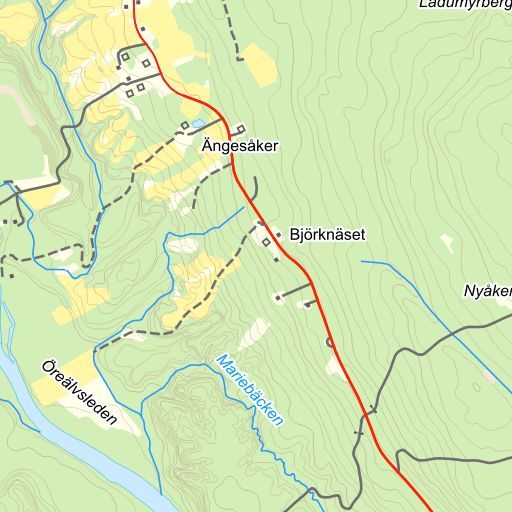 Ladumyrberg
Ängesåker
Björknäset
Nyåker
Mariebäcken
Öreälvsleden